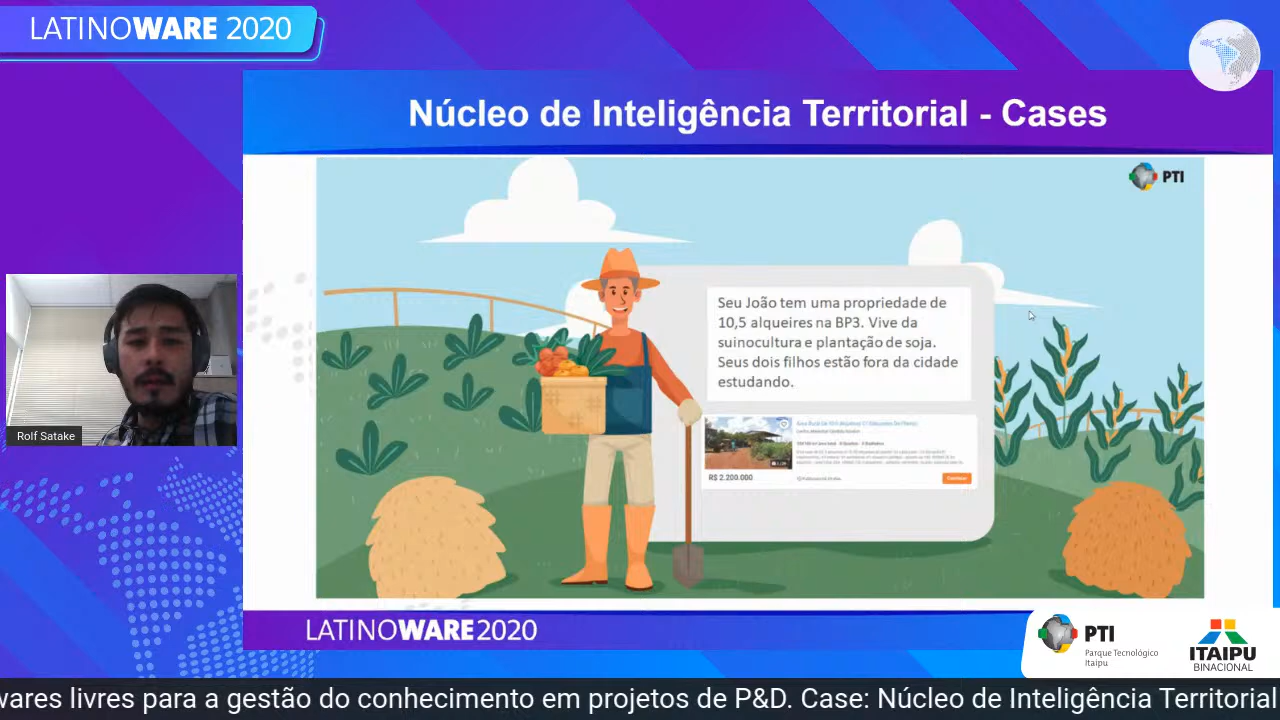 LATINOWARE 2020
Núcleo de Inteligência Territorial - Cases
PTI
Seu João tem uma propriedade de
10,5 alqueires na BP3. Vive da
suinocultura e plantação de soja.
Seus dois filhos estão fora da cidade
estudando.
R$ 2.200.000
Rolf Satake
LATINOWARE2020
PTI
Parque Tecnológico
Itaipu
ITAIPU
BINACIONAL
wares livres para a gestão do conhecimento em projetos de P&D. Case: Núcleo de Inteligência Territorial